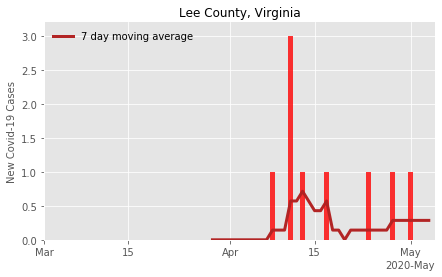 Lee County, Virginia
7 day moving average
New Covid-19 Cases
3.0
2.5
2.0
1.5
1.0
0.5
0.0
Mar 15 Apr 15 May
2020-May